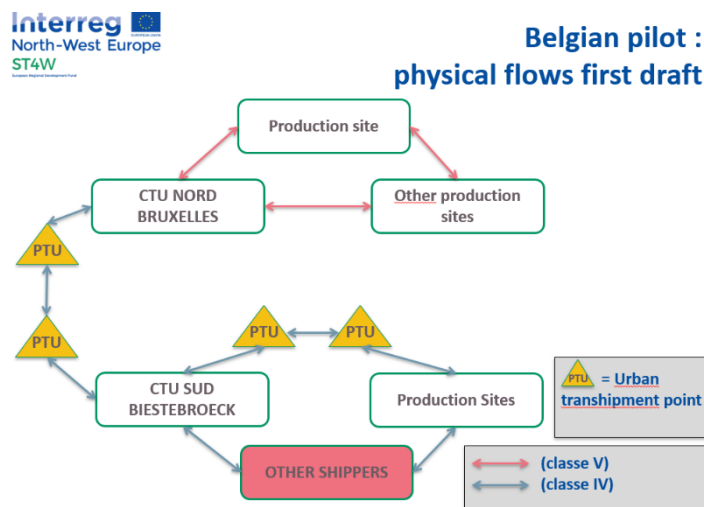 Interreg
EUROPEAN UNION
North-West Europe
ST4W
European Regional Development Fund
Belgian pilot :
physical flows first draft
Production site
CTU NORD
BRUXELLES
Other production
sites
PTU
PTU
PTU
PTU
CTU SUD
BIESTEBROECK
Production Sites
PTU = Urban
transhipment point
OTHER SHIPPERS
(classe V)
(classe IV)